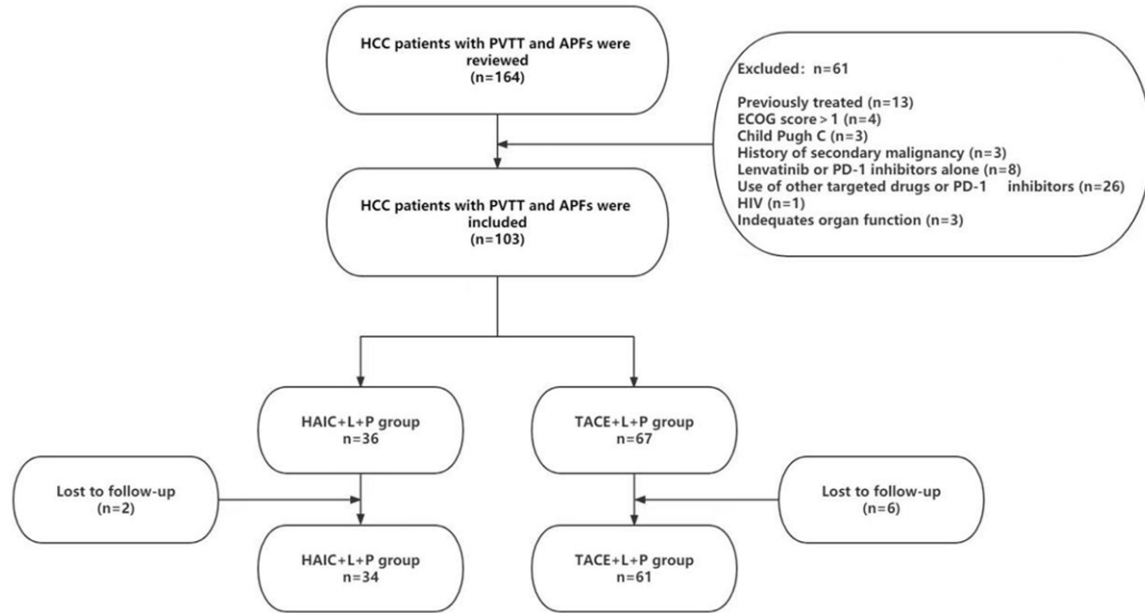 HCC patients with PVTT and APFs were
reviewed
(n=164)
Excluded: n=61
Previously treated (n=13)
ECOG score > 1 (n=4)
Child Pugh C (n=3)
History of secondary malignancy (n=3)
Lenvatinib or PD-1 inhibitors alone (n=8)
Use of other targeted drugs or PD-1 inhibitors (n=26)
HIV (n=1)
Indequates organ function (n=3)
HCC patients with PVTT and APFs were
included
(n=103)
HAIC+L+P group
n=36
TACE+L+P group
n=67
Lost to follow-up
(n=2)
Lost to follow-up
(n=6)
HAIC+L+P group
n=34
TACE+L+P group
n=61